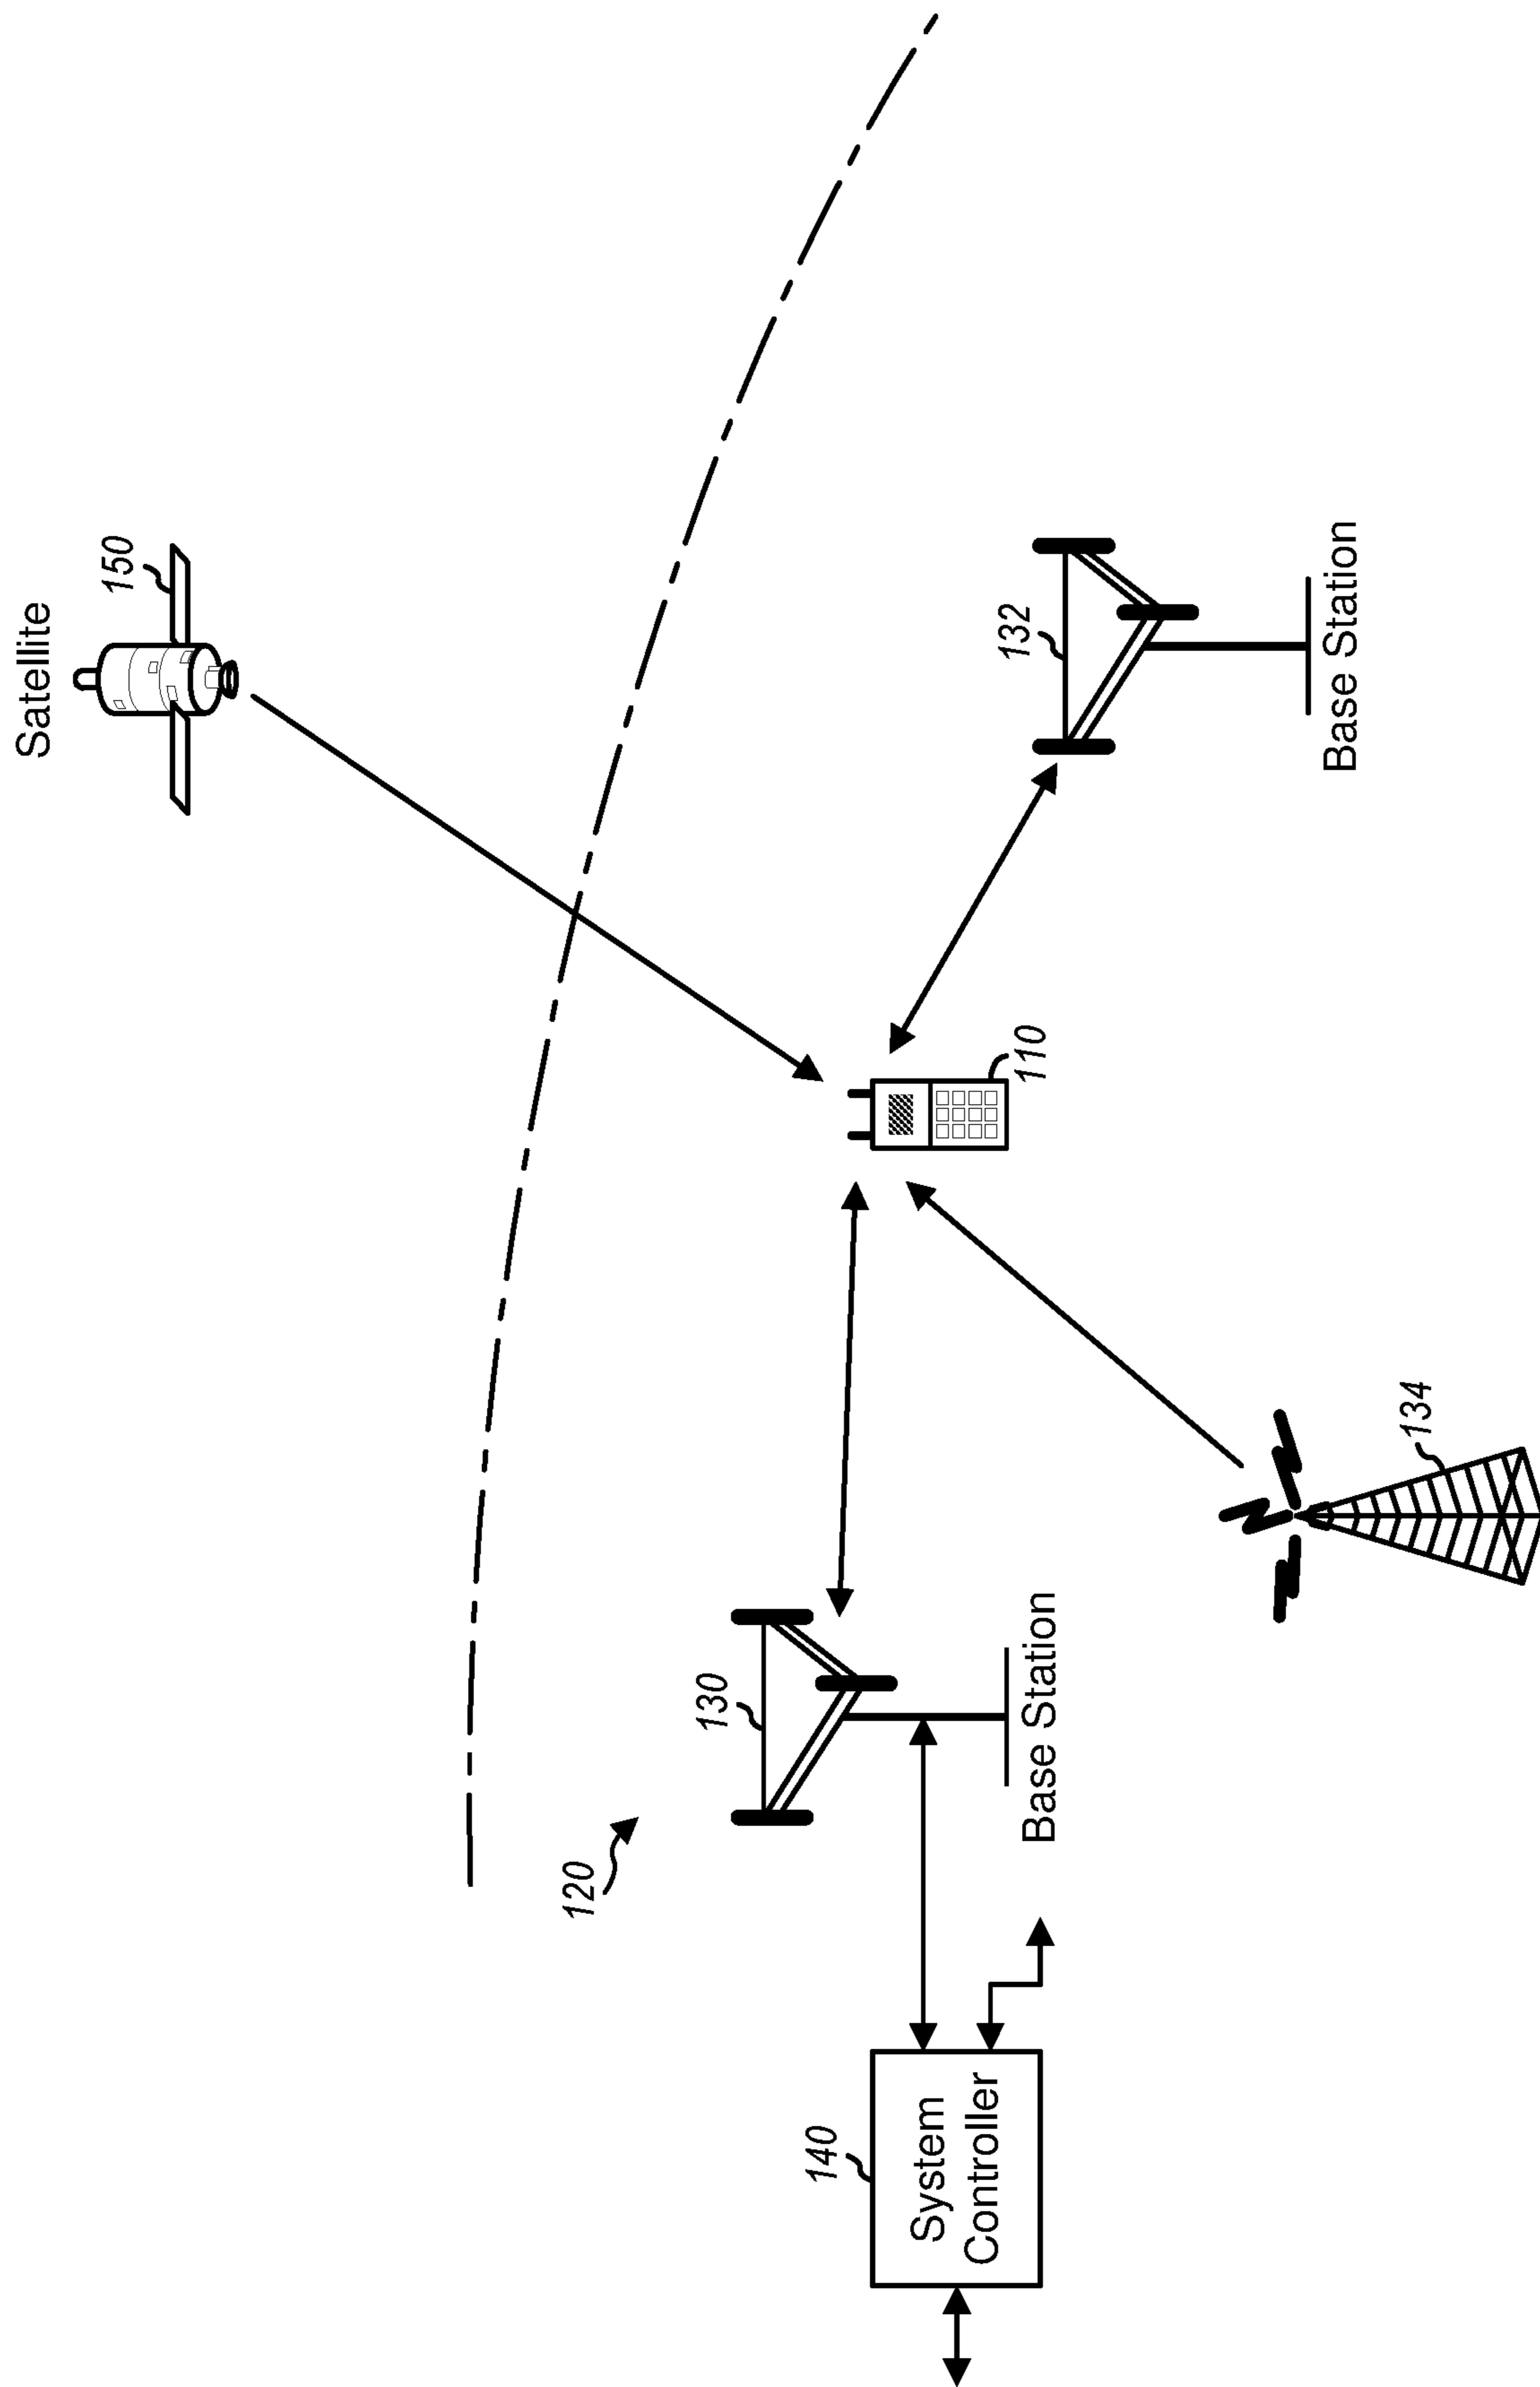 Satellite
150
120
130
132
140
System
Controller
110
Base Station
134
Base Station